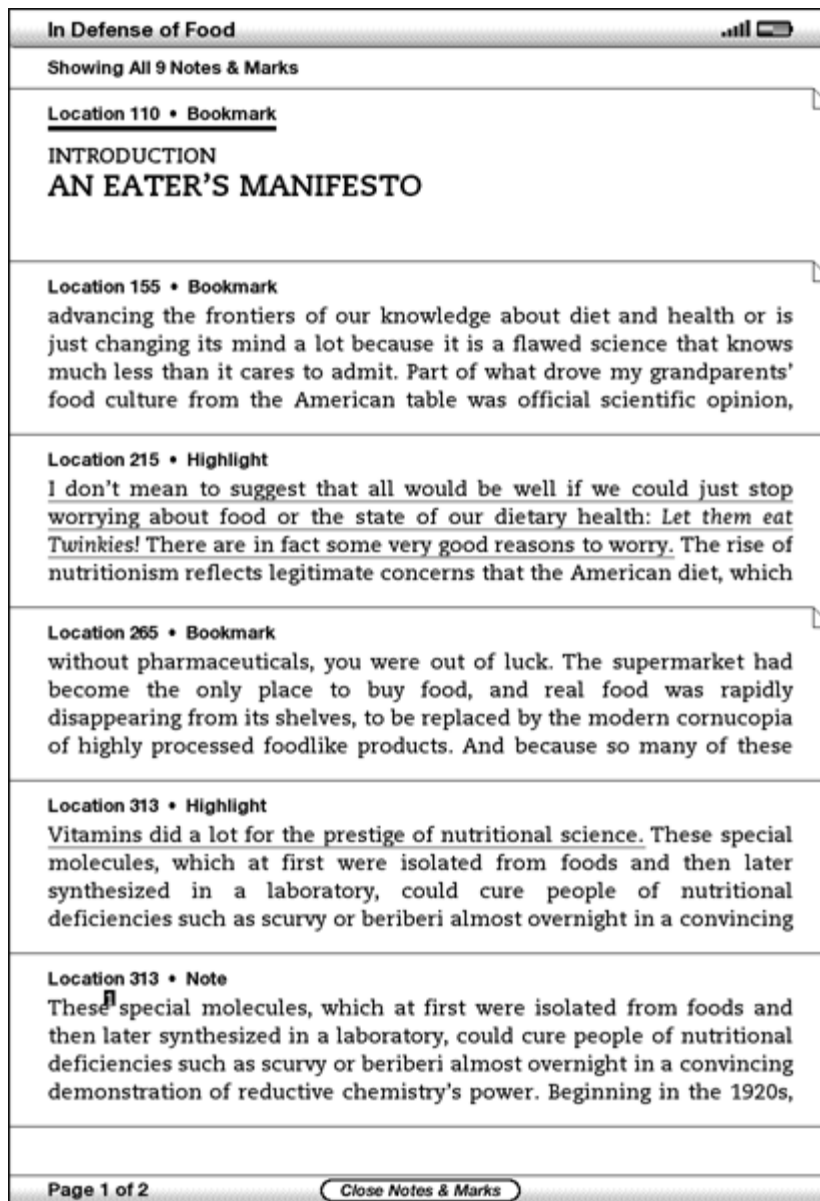 In Defense of Food
Showing All 9 Notes & Marks
Location 110 • Bookmark
INTRODUCTION
AN EATER'S MANIFESTO
Location 155 • Bookmark
advancing the frontiers of our knowledge about diet and health or is
just changing its mind a lot because it is a flawed science that knows
much less than it cares to admit. Part of what drove my grandparents'
food culture from the American table was official scientific opinion,
Location 215 • Highlight
I don't mean to suggest that all would be well if we could just stop
worrying about food or the state of our dietary health: Let them eat
Twinkies! There are in fact some very good reasons to worry. The rise of
nutritionism reflects legitimate concerns that the American diet, which
Location 265 • Bookmark
without pharmaceuticals, you were out of luck. The supermarket had
become the only place to buy food, and real food was rapidly
disappearing from its shelves, to be replaced by the modern cornucopia
of highly processed foodlike products. And because so many of these
Location 313 • Highlight
Vitamins did a lot for the prestige of nutritional science. These special
molecules, which at first were isolated from foods and then later
synthesized in a laboratory, could cure people of nutritional
deficiencies such as scurvy or beriberi almost overnight in a convincing
Location 313 • Note
These 1 special molecules, which at first were isolated from foods and
then later synthesized in a laboratory, could cure people of nutritional
deficiencies such as scurvy or beriberi almost overnight in a convincing
demonstration of reductive chemistry's power. Beginning in the 1920s,
Page 1 of 2 Close Notes & Marks